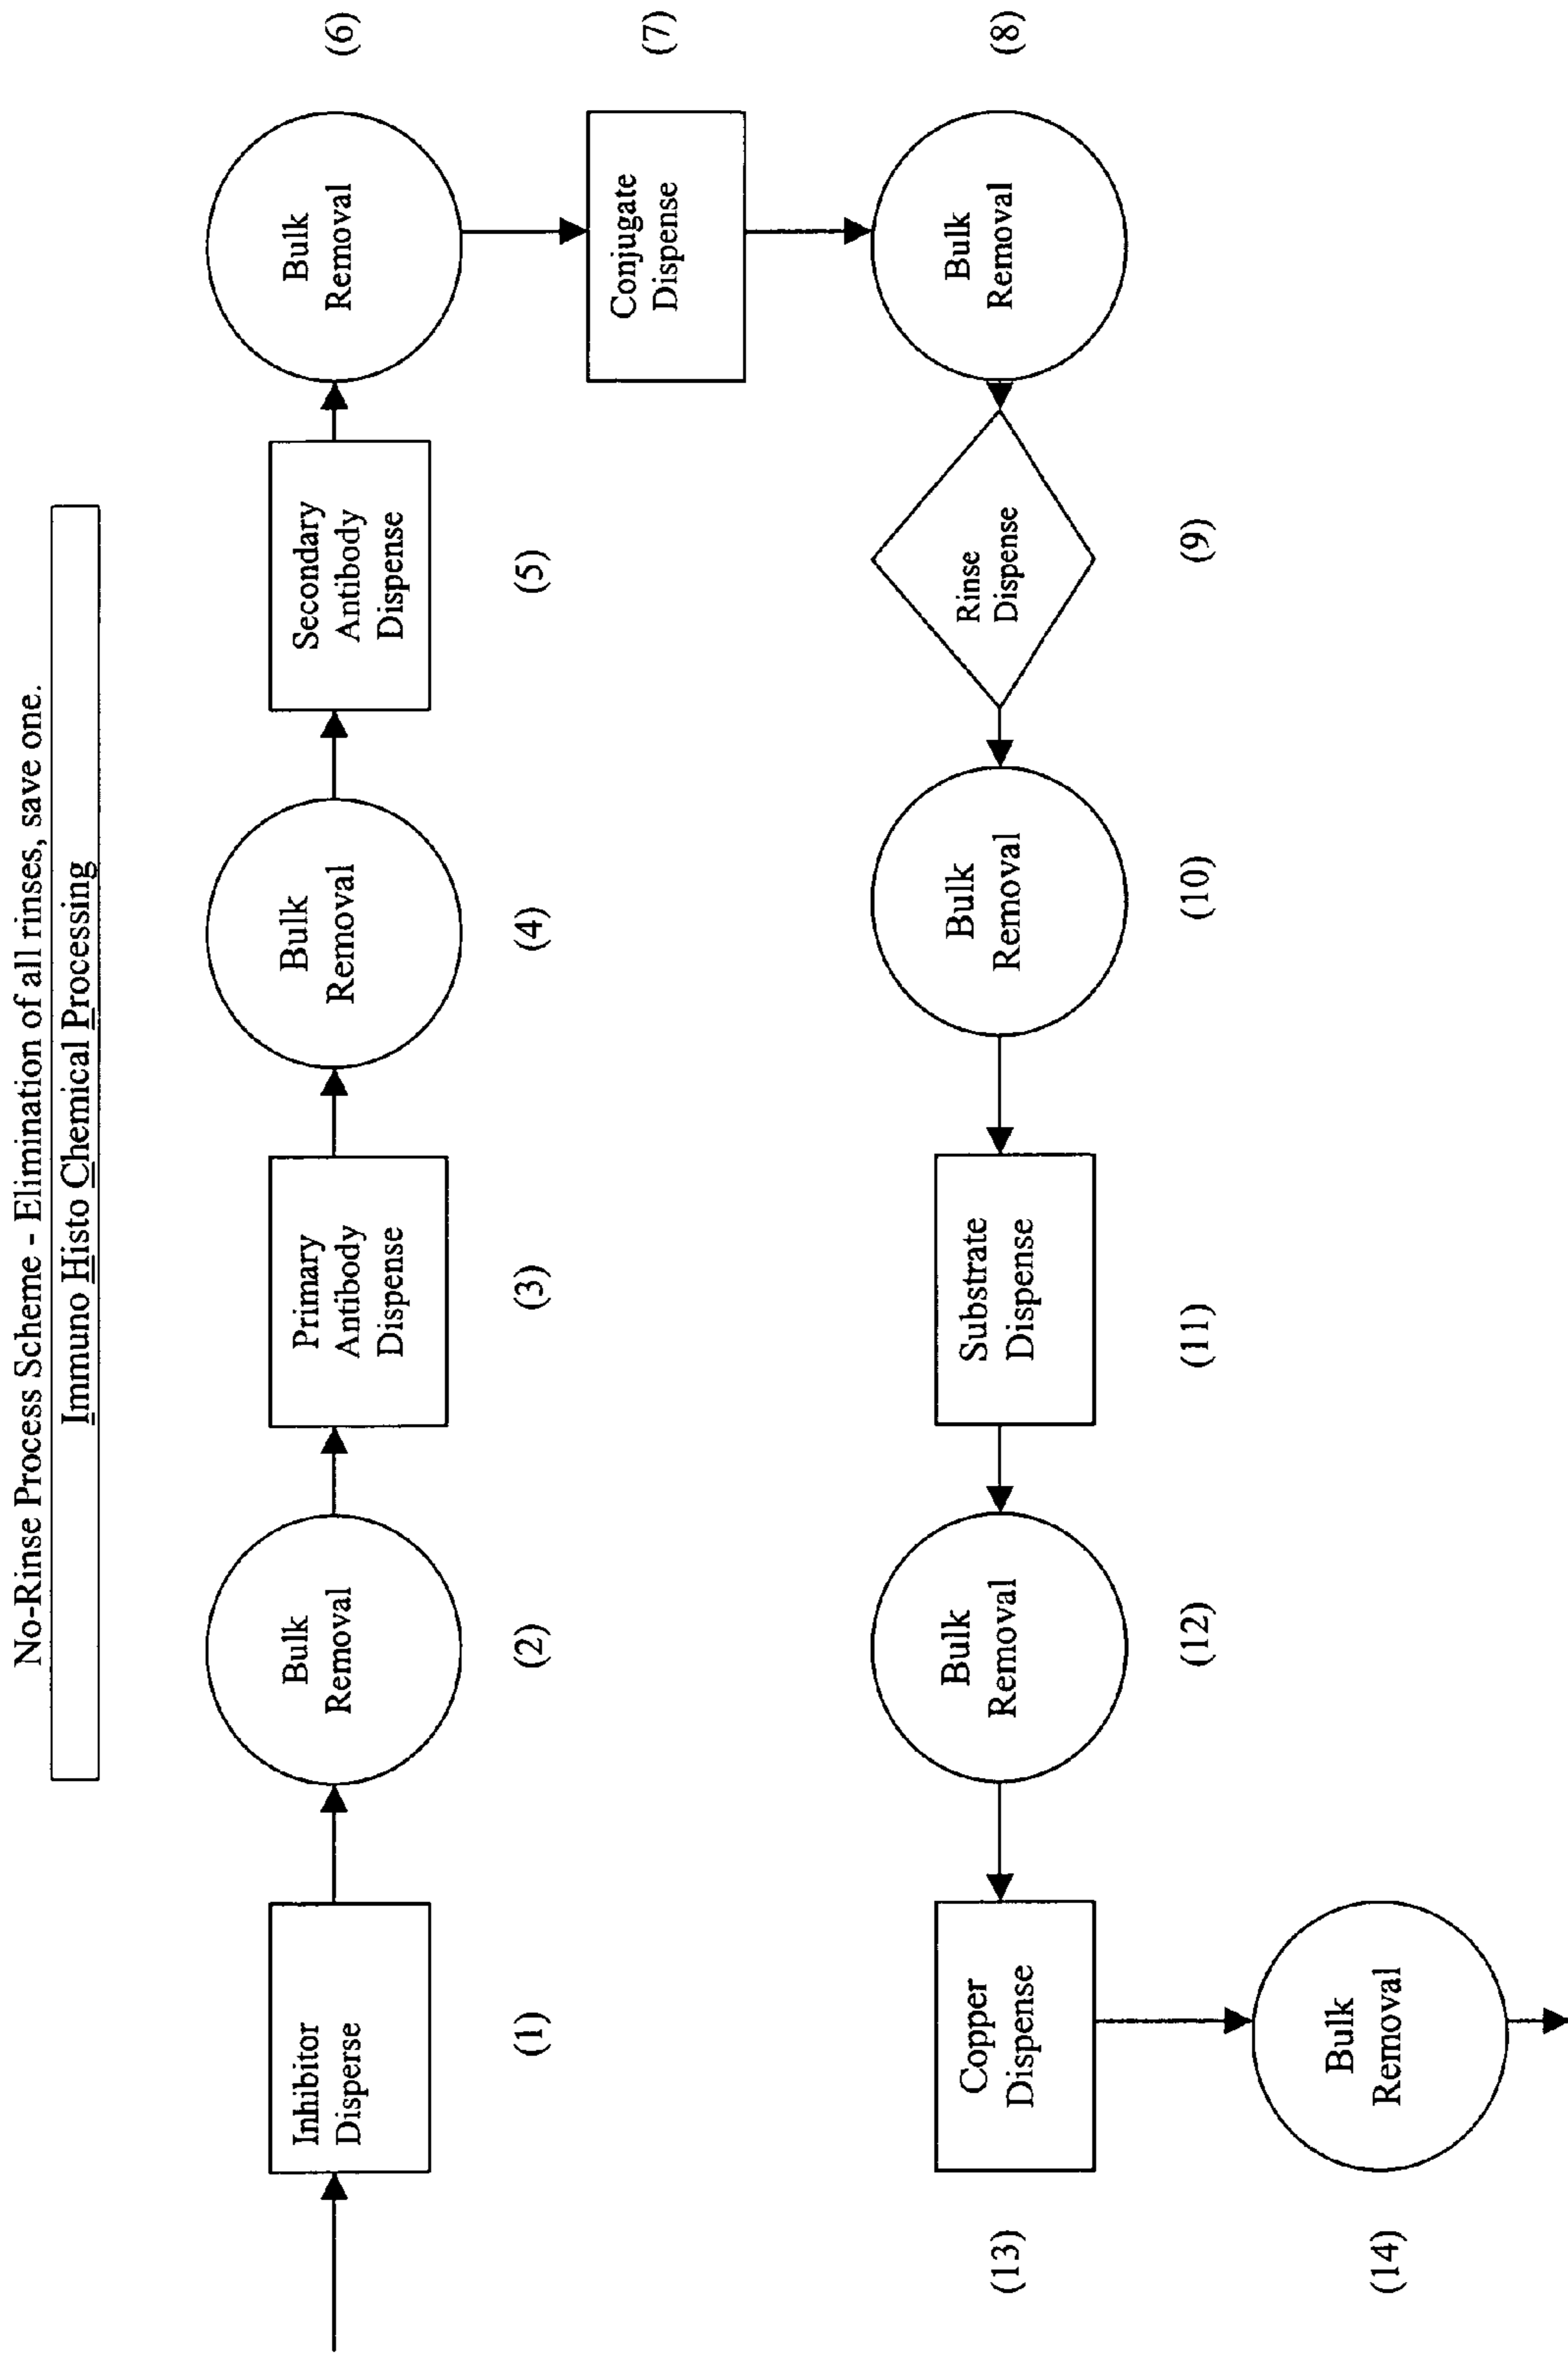 No-Rinse Process Scheme - Elimination of all rinses, save one.
Immuno Histo Chemical Processing
Inhibitor
Disperse
(1)
Bulk
Removal
(2)
Primary
Antibody
Dispense
(3)
Bulk
Removal
(4)
Secondary
Antibody
Dispense
(5)
Bulk
Removal
(6)
Conjugate
Dispense
(7)
Bulk
Removal
(8)
Rinse
Dispense
(9)
Bulk
Removal
(10)
Substrate
Dispense
(11)
Bulk
Removal
(12)
Copper
Dispense
(13)
Bulk
Removal
(14)